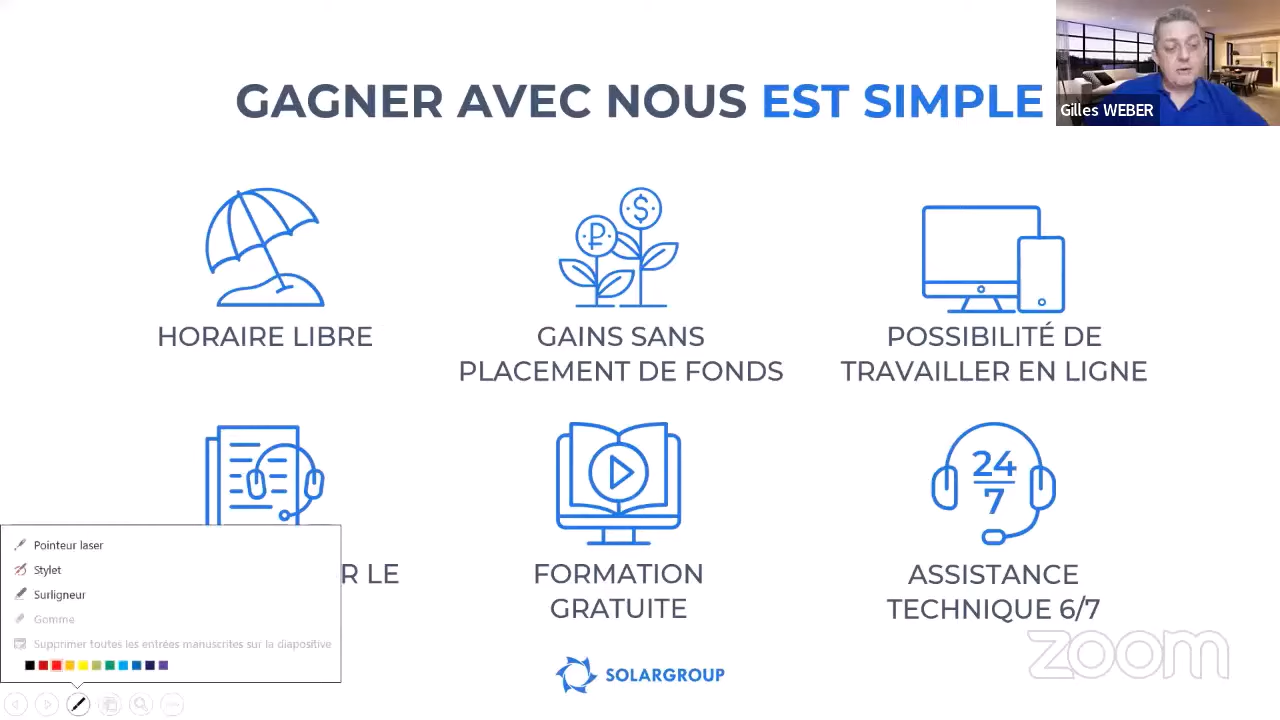 GAGNER AVEC NOUS EST SIMPLE
Gilles WEBER
HORAIRE LIBRE
GAINS SANS
PLACEMENT DE FONDS
POSSIBILITÉ DE
TRAVAILLER EN LIGNE
R LE
FORMATION
GRATUITE
24
7
ASSISTANCE
TECHNIQUE 6/7
Pointeur laser
Stylet
Surligneur
Gomme
Supprimer toutes les entrées manuscrites sur la diapositive
SOLARGROUP
zoom